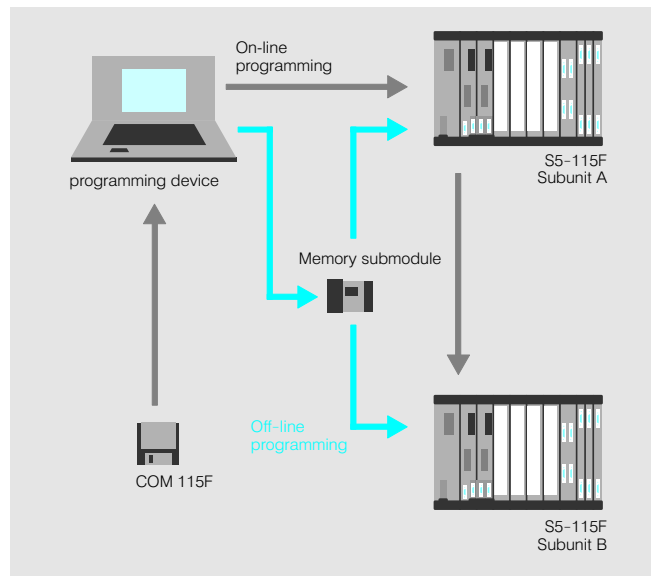 On-line
programming
programming device
S5-115F
Subunit A
Memory submodule
Off-line
programming
COM 115F
S5-115F
Subunit B